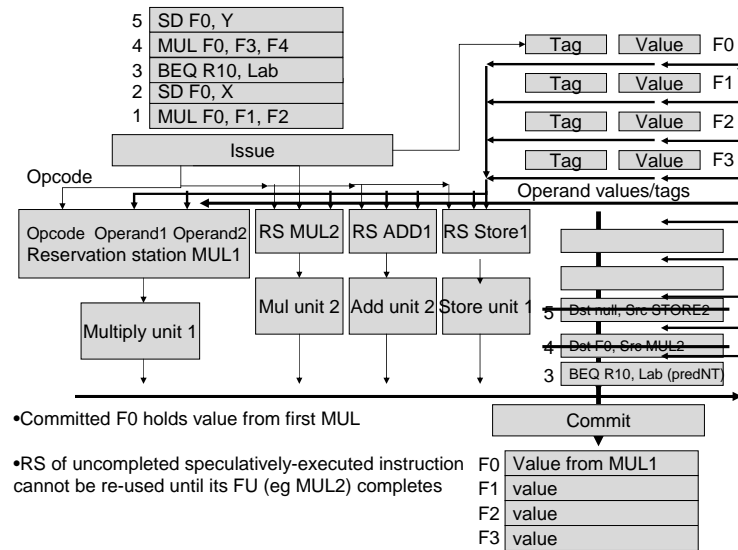 5 SD F0, Y
4 MUL F0, F3, F4
3 BEQ R10, Lab
2 SD F0, X
1 MUL F0, F1, F2
Issue
Tag Value F0
Tag Value F1
Tag Value F2
Tag Value F3
Opcode
Operand values/tags
Opcode Operand1 Operand2
Reservation station MUL1
RS MUL2
RS ADD1
RS Store1
Multiply unit 1
Mul unit 2
Add unit 2
Store unit 1
5 Dst null, Src STORE2
4 Dst F0, Src MUL2
3 BEQ R10, Lab (predNT)
Commit
•Committed F0 holds value from first MUL
•RS of uncompleted speculatively-executed instruction
cannot be re-used until its FU (eg MUL2) completes
F0 Value from MUL1
F1 value
F2 value
F3 value